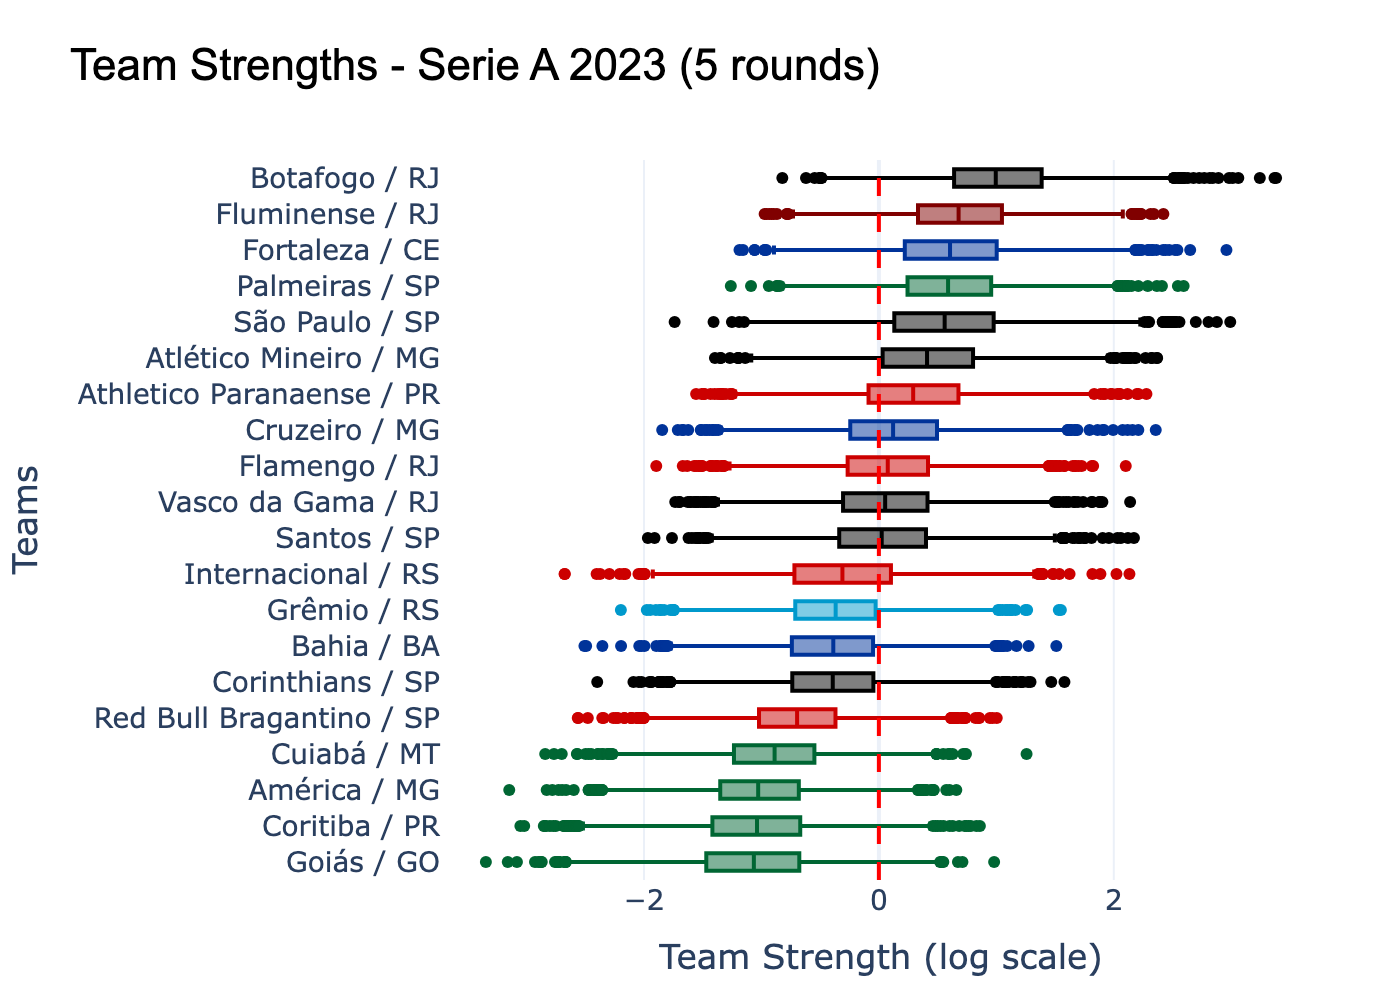 Team Strengths - Serie A 2023 (5 rounds)
Teams
Botafogo / RJ
Fluminense / RJ
Fortaleza / CE
Palmeiras / SP
São Paulo / SP
Atlético Mineiro / MG
Athletico Paranaense / PR
Cruzeiro / MG
Flamengo / RJ
Vasco da Gama / RJ
Santos / SP
Internacional / RS
Grêmio / RS
Bahia / BA
Corinthians / SP
Red Bull Bragantino / SP
Cuiabá / MT
América / MG
Coritiba / PR
Goiás / GO
−2 0 2
Team Strength (log scale)